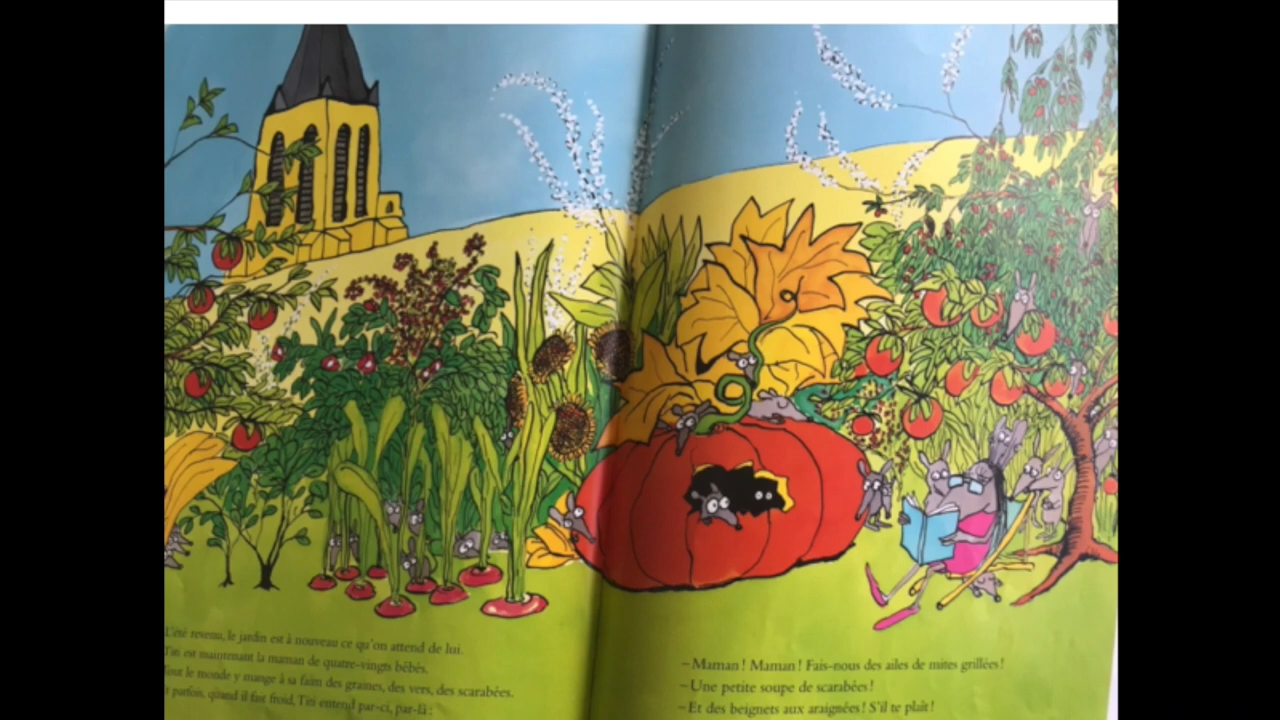 L'été revenu, le jardin est à nouveau ce qu'on attend de lui.
Titi est maintenant la maman de quatre-vingts bébés.
Tout le monde y mange à sa faim des graines, des vers, des scarabées.
Et parfois, quand il fait froid, Titi entend par-ci, par-là :
– Maman ! Maman ! Fais-nous des ailes de mites grillées !
– Une petite soupe de scarabées !
– Et des beignets aux araignées ! S'il te plaît !